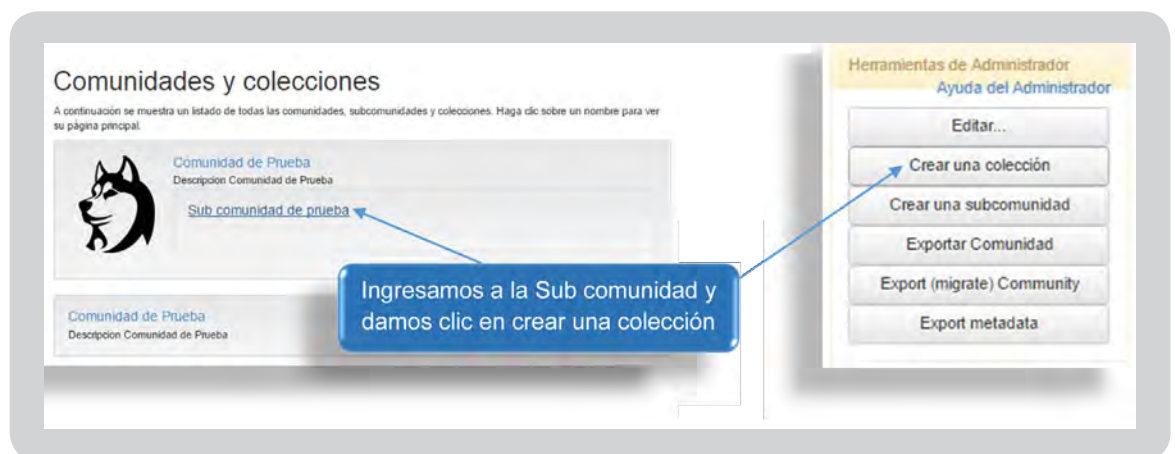 Comunidades y colecciones
A continuación se muestra un listado de todas las comunidades, subcomunidades y colecciones. Haga clic sobre un nombre para ver
su página principal.
Comunidad de Prueba
Descripcion Comunidad de Prueba
Sub comunidad de prueba
Ingresamos a la Sub comunidad y
damos clic en crear una colección
Comunidad de Prueba
Descripcion Comunidad de Prueba
Herramientas de Administrador
Ayuda del Administrador
Editar...
Crear una colección
Crear una subcomunidad
Exportar Comunidad
Export (migrate) Community
Export metadata